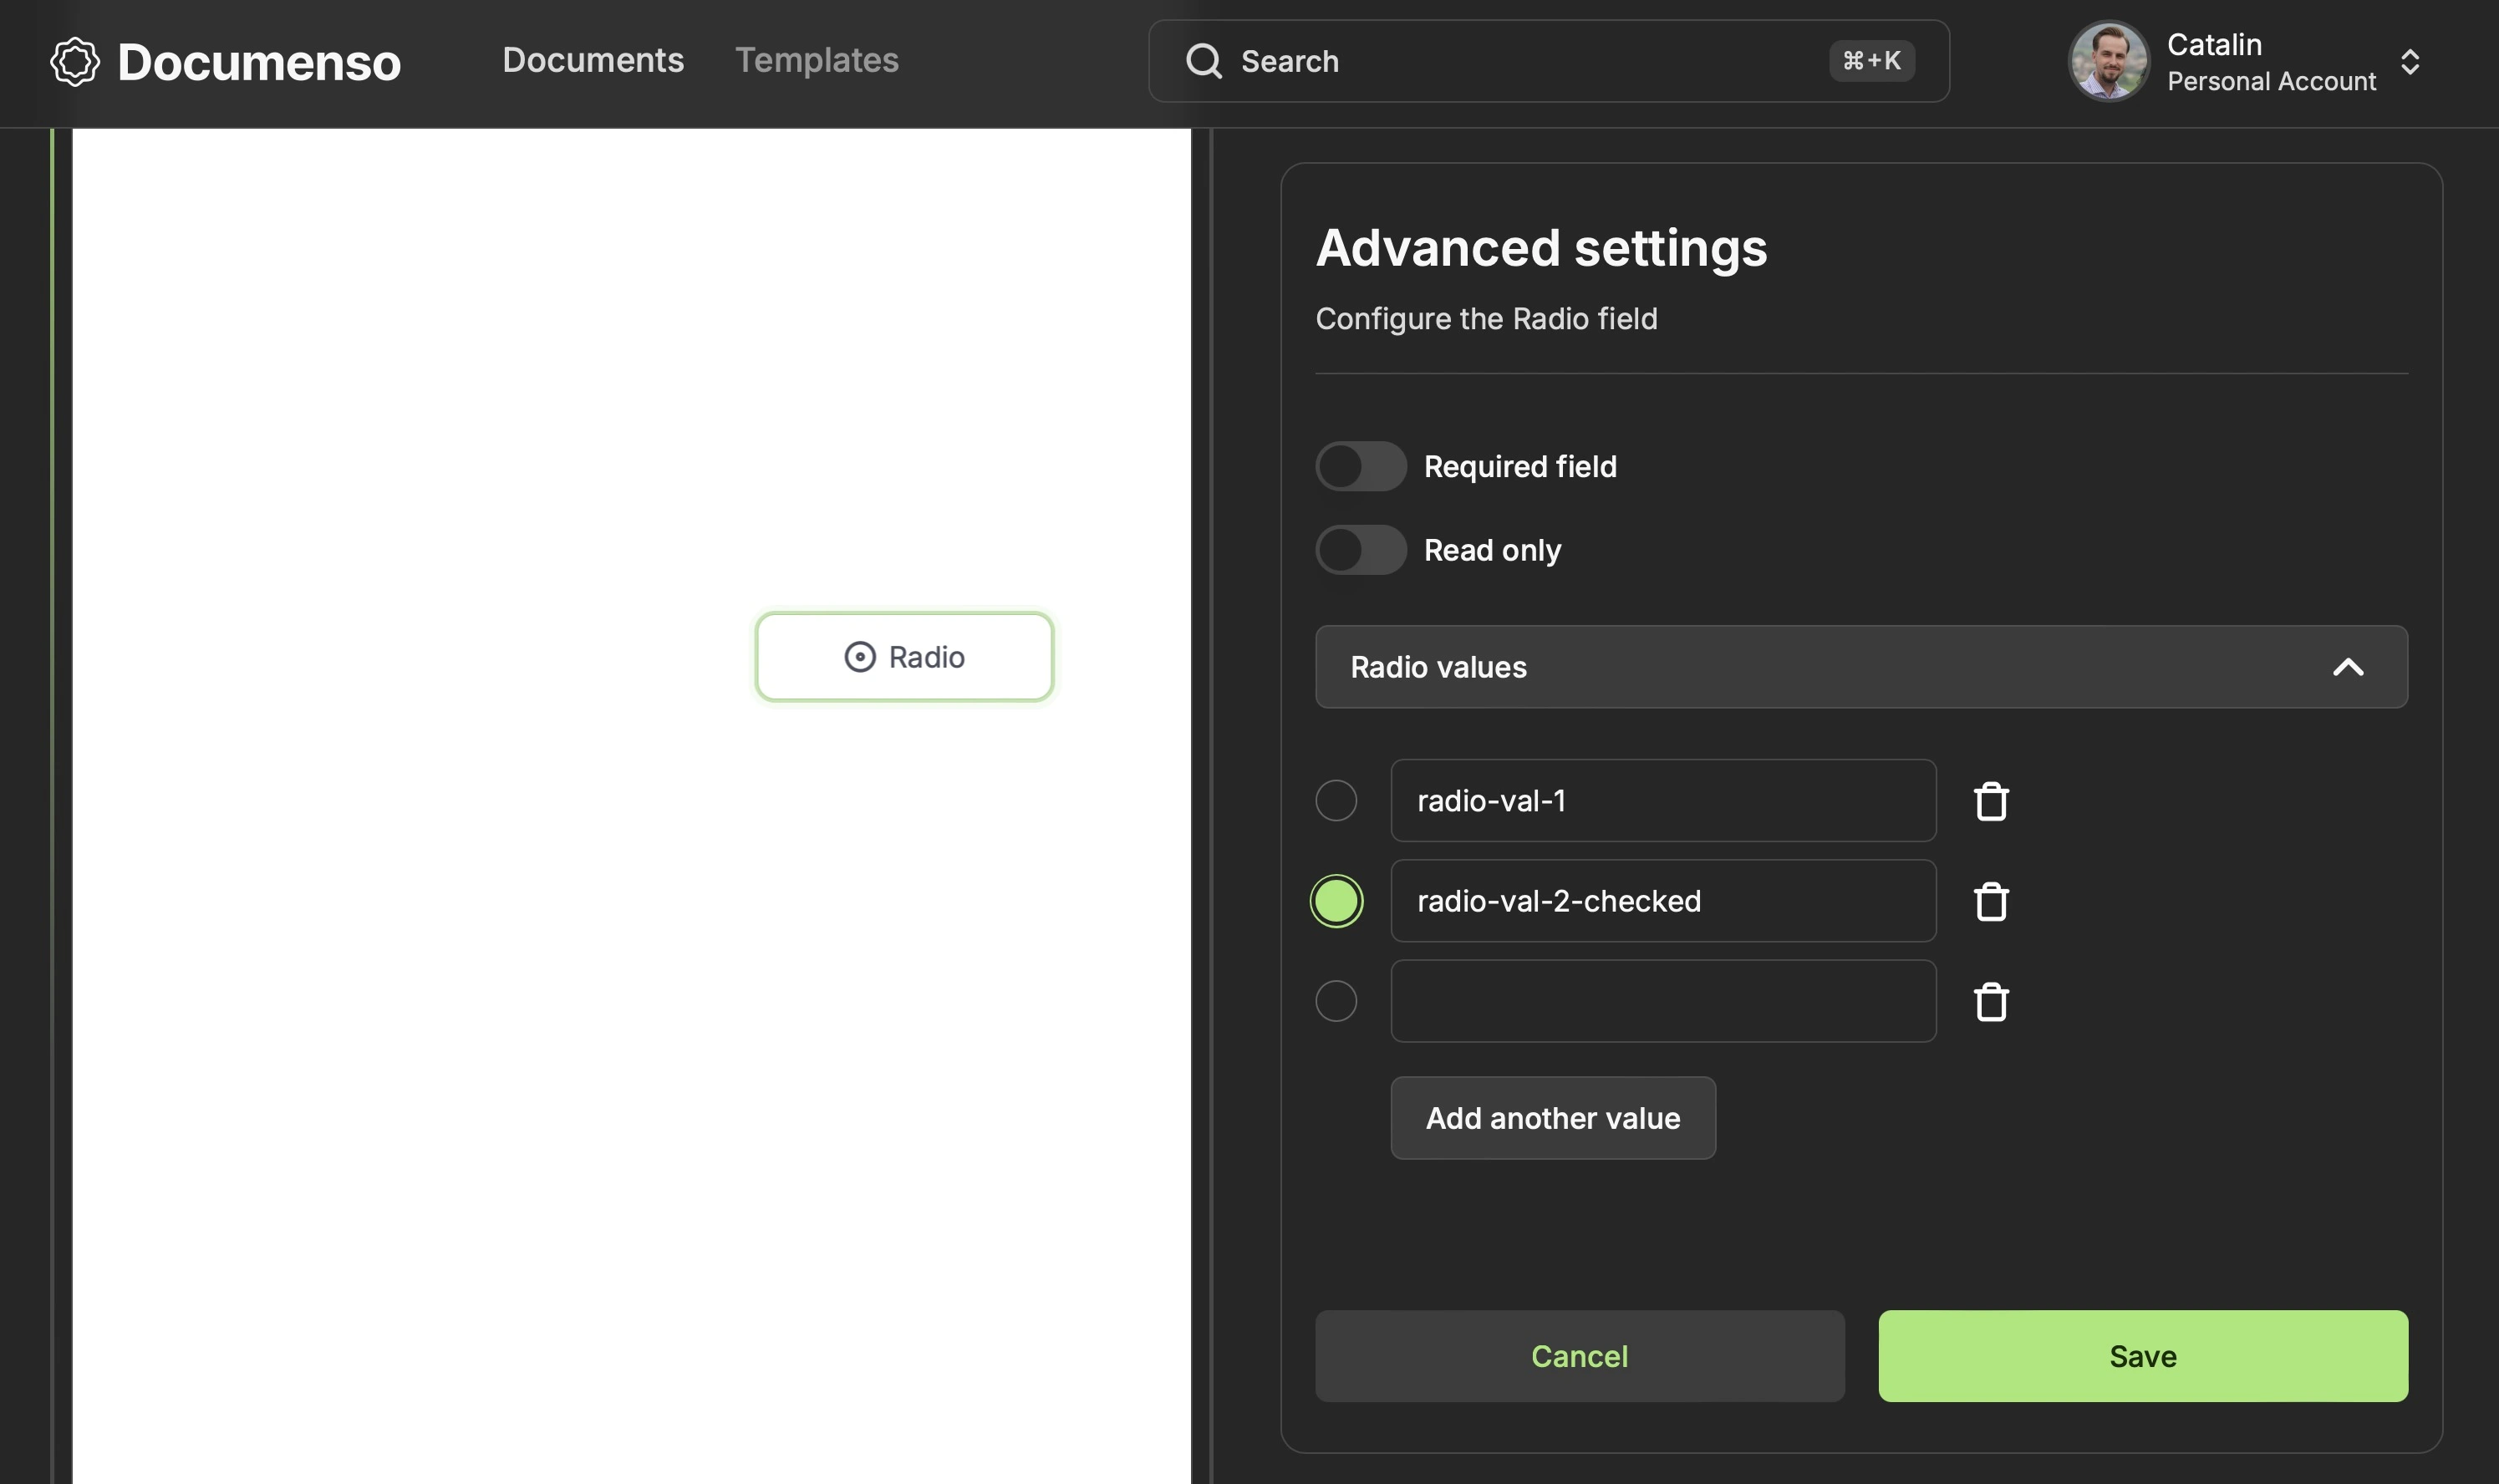 Documenso
Documents
Templates
Search
⌘+K
Catalin
Personal Account
Advanced settings
Configure the Radio field
Required field
Read only
Radio
Radio values
radio-val-1
radio-val-2-checked
Add another value
Cancel
Save